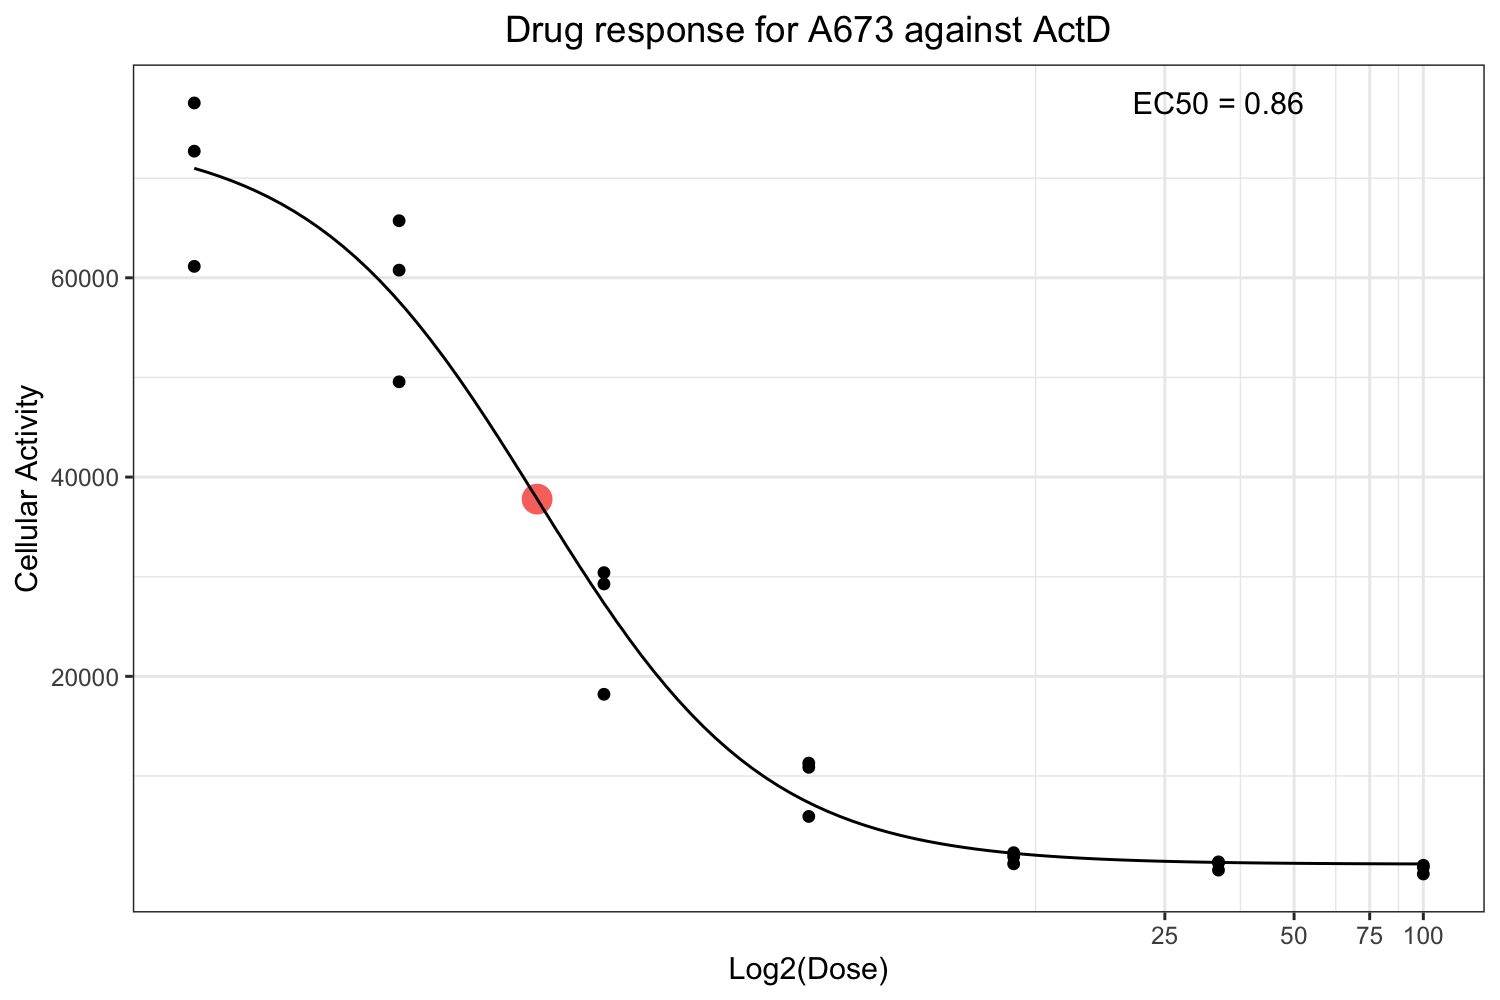 Drug response for A673 against ActD
EC50 = 0.86
Cellular Activity
60000
40000
20000
25 50 75 100
Log2(Dose)